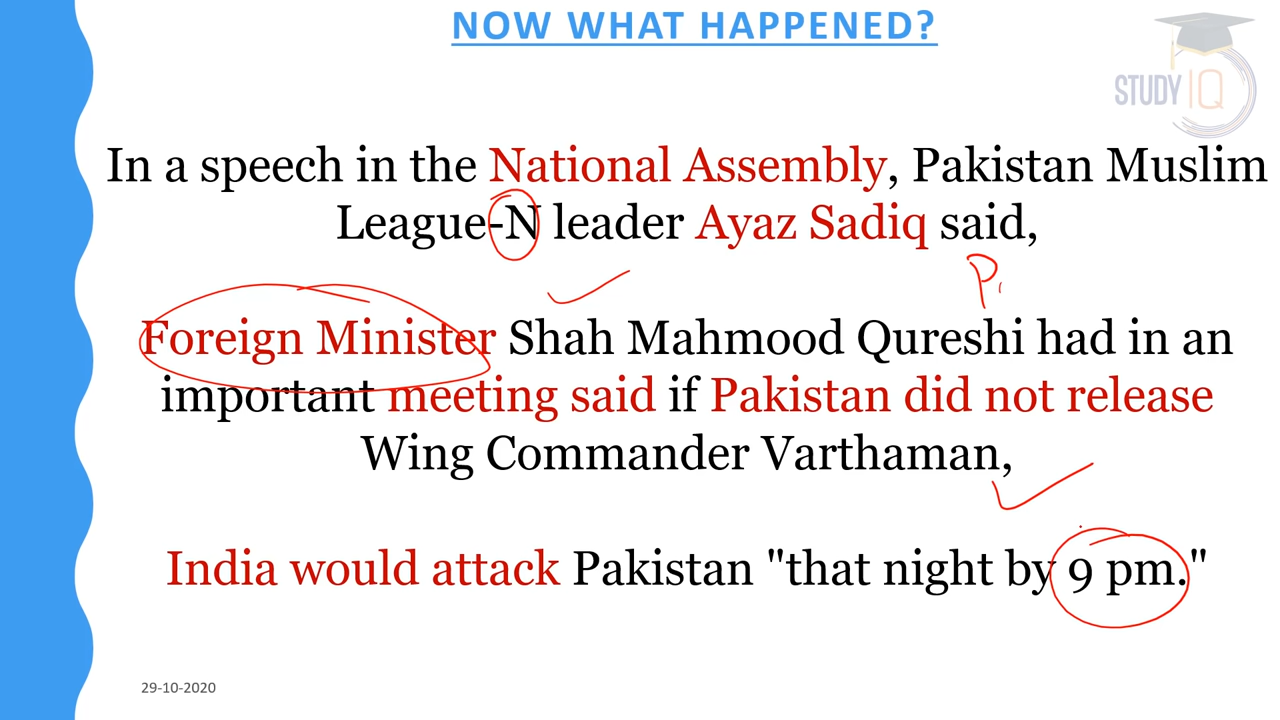 NOW WHAT HAPPENED?
STUDY IQ
In a speech in the National Assembly, Pakistan Muslim
League-N leader Ayaz Sadiq said,
P
Foreign Minister Shah Mahmood Qureshi had in an
important meeting said if Pakistan did not release
Wing Commander Varthaman,
India would attack Pakistan "that night by 9 pm."
29-10-2020